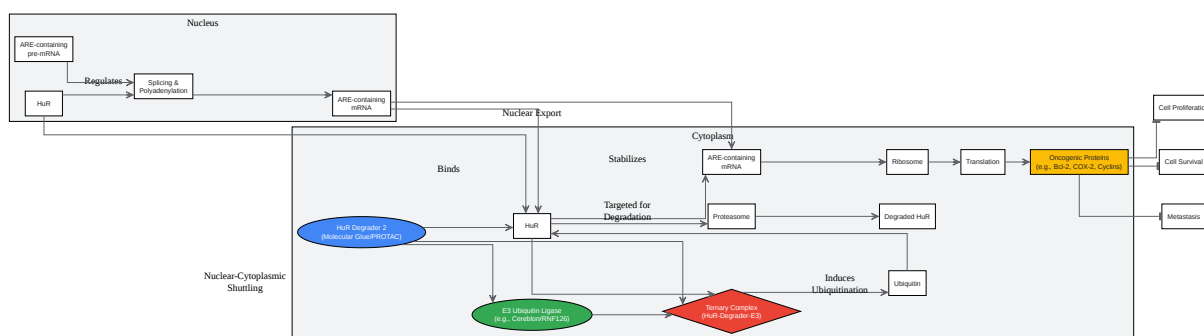 Nucleus
ARE-containing
pre-mRNA
Regulates
Splicing &
Polyadenylation
HuR
ARE-containing
mRNA
Nuclear Export
Cytoplasm
Cell Proliferatic
Binds
Stabilizes
ARE-containing
mRNA
Ribosome
Translation
Oncogenic Proteins
(e.g., Bcl-2, COX-2, Cyclins)
Cell Survival
Targeted for
Degradation
HuR Degrader 2
(Molecular Glue/PROTAC)
HuR
Proteasome
Degraded HuR
Metastasis
Nuclear-Cytoplasmic
Shuttling
Induces
Ubiquitination
Ubiquitin
E3 Ubiquitin Ligase
(e.g., Cereblon/RNF126)
Ternary Complex
(HuR-Degrader-E3)